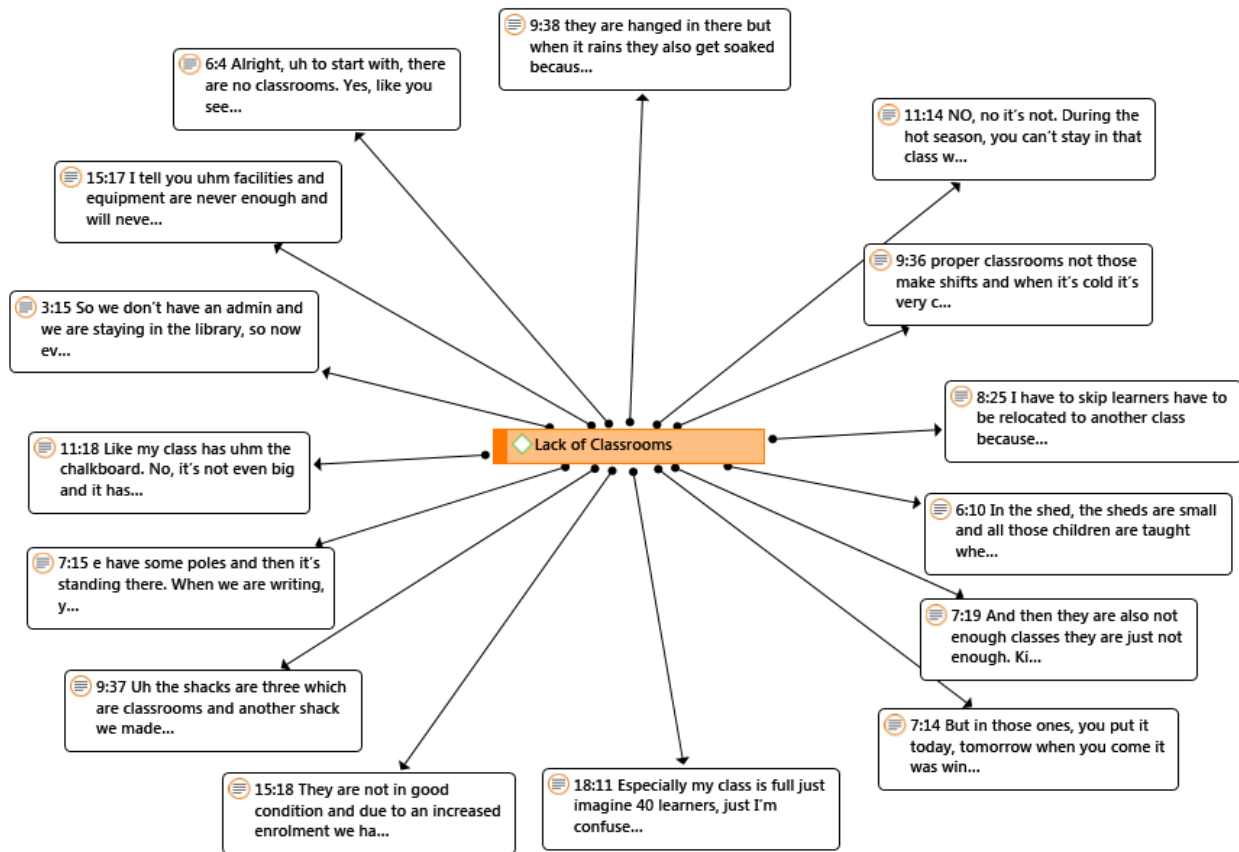 9:38 they are hanged in there but
when it rains they also get soaked
becaus...
6:4 Alright, uh to start with, there
are no classrooms. Yes, like you
see...
11:14 NO, no it's not. During the
hot season, you can't stay in that
class w...
15:17 I tell you uhm facilities and
equipment are never enough and
will neve...
9:36 proper classrooms not those
make shifts and when it's cold it's
very c...
3:15 So we don't have an admin and
we are staying in the library, so now
ev...
8:25 I have to skip learners have to
be relocated to another class
because...
Lack of Classrooms
11:18 Like my class has uhm the
chalkboard. No, it's not even big
and it has...
6:10 In the shed, the sheds are small
and all those children are taught
whe...
7:15 e have some poles and then it's
standing there. When we are writing,
y...
7:19 And then they are also not
enough classes they are just not
enough. Ki...
9:37 Uh the shacks are three which
are classrooms and another shack
we made...
7:14 But in those ones, you put it
today, tomorrow when you come it
was win...
15:18 They are not in good
condition and due to an increased
enrolment we ha...
18:11 Especially my class is full just
imagine 40 learners, just I'm
confuse...